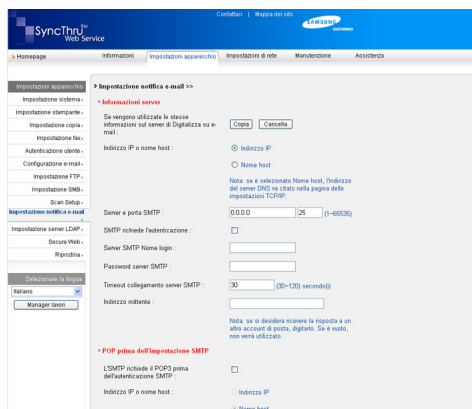 Contattaci | Mappa del sito
SyncThru™
Web Service
SAMSUNG
ELECTRONICS
Homepage
Informazioni
Impostazioni apparecchio
Impostazioni di rete
Manutenzione
Assistenza
Impostazioni apparecchio
Impostazione sistema
Impostazione stampante
Impostazione copia
Impostazione fax
Autenticazione utente
Configurazione e-mail
Impostazione FTP
Impostazione SMB
Scan Setup
Impostazione notifica e-mail
Impostazione server LDAP
Secure Web
Ripristina
Selezionare la lingua
Italiano
Manager lavori
Impostazione notifica e-mail >>
Informazioni server
Se vengono utilizzate le stesse
informazioni sul server di Digitalizza su e-
mail :
Copia
Cancella
Indirizzo IP o nome host :
Indirizzo IP
Nome host
Nota: se è selezionato Nome host, l'indirizzo
del server DNS va citato nella pagina delle
impostazioni TCP/IP.
Server e porta SMTP :
0.0.0.0
25
(1~65535)
SMTP richiede l'autenticazione :
Server SMTP Nome login :
Password server SMTP :
Timeout collegamento server SMTP :
30
(30~120) secondo(i)
Indirizzo mittente :
Nota: se si desidera ricevere la risposta a un
altro account di posta, digitarlo. Se è vuoto,
non verrà utilizzato.
POP prima dell'impostazione SMTP
L'SMTP richiede il POP3 prima
dell'autenticazione SMTP :
Indirizzo IP o nome host :
Indirizzo IP
Nome host